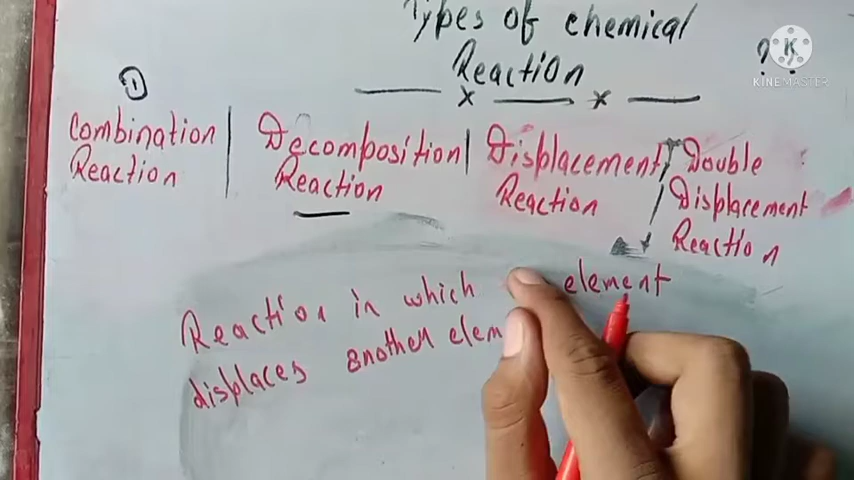 Types of chemical
Reaction ??
x x
1
Combination
Reaction
Decomposition
Reaction
Displacement
Reaction
Double
Displacement
Reaction
Reaction in which element
displaces another elem
K
KINEMASTER